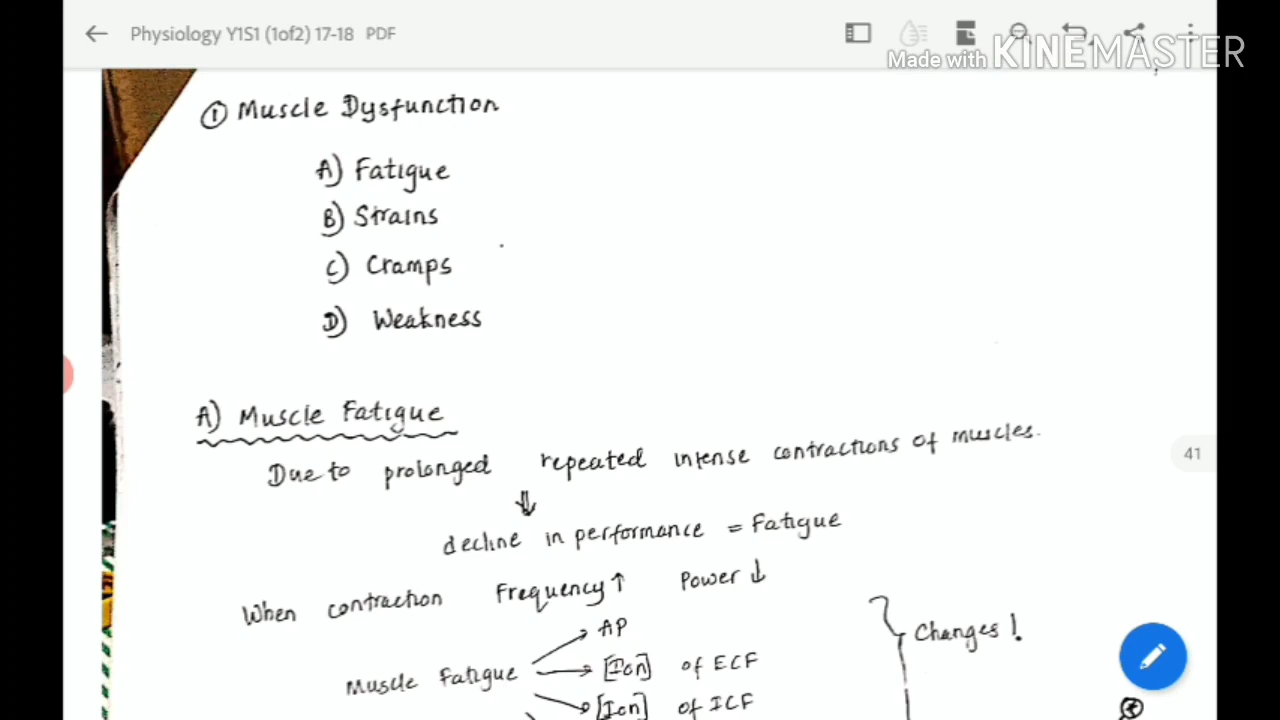 Physiology Y1S1 (1of2) 17-18 PDF
Made with KINEMASTER
① Muscle Dysfunction
A) Fatigue
B) Strains
C) Cramps
D) Weakness
A) Muscle Fatigue
Due to prolonged repeated intense contractions of muscles.
⇓
decline in performance = Fatigue
When contraction Frequency ↑ Power ↓
AP
Changes !
Muscle Fatigue → [Ion] of ECF
[Ion] of ICF
41